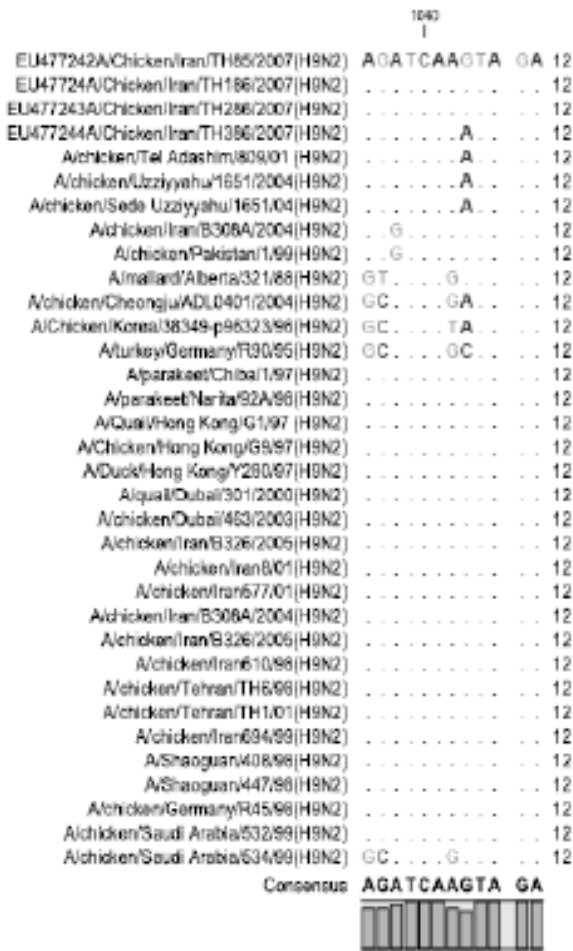 1040
EU477242A/Chicken/Iran/TH85/2007(H9N2) AGATCAAGTA GA 12
EU47724A/Chicken/Iran/TH186/2007(H9N2) .......... .. 12
EU477243A/Chicken/Iran/TH286/2007(H9N2) .......... .. 12
EU477244A/Chicken/Iran/TH386/2007(H9N2) ........A. .. 12
A/chicken/Tel Adashim/809/01 (H9N2) ........A. .. 12
A/chicken/Uzziyyahu/1651/2004(H9N2) ........A. .. 12
A/chicken/Sede Uzziyyahu/1651/04(H9N2) ........A. .. 12
A/chicken/Iran/B308A/2004(H9N2) ..G....... .. 12
A/chicken/Pakistan/1/99(H9N2) ..G....... .. 12
A/mallard/Alberta/321/88(H9N2) GT.....G.. .. 12
A/chicken/Cheongju/ADL0401/2004(H9N2) GC.....GA. .. 12
A/Chicken/Korea/38349-p96323/96(H9N2) GC.....TA. .. 12
A/turkey/Germany/R90/95(H9N2) GC.....GC. .. 12
A/parakeet/Chiba/1/97(H9N2) .......... .. 12
A/parakeet/Narita/92A/98(H9N2) .......... .. 12
A/Quail/Hong Kong/G1/97 (H9N2) .......... .. 12
A/Chicken/Hong Kong/G9/97(H9N2) .......... .. 12
A/Duck/Hong Kong/Y280/97(H9N2) .......... .. 12
A/quail/Dubai/301/2000(H9N2) .......... .. 12
A/chicken/Dubai/463/2003(H9N2) .......... .. 12
A/chicken/Iran/B326/2005(H9N2) .......... .. 12
A/chicken/Iran8/01(H9N2) .......... .. 12
A/chicken/Iran577/01(H9N2) .......... .. 12
A/chicken/Iran/B308A/2004(H9N2) .......... .. 12
A/chicken/Iran/B326/2005(H9N2) .......... .. 12
A/chicken/Iran610/98(H9N2) .......... .. 12
A/chicken/Tehran/TH6/98(H9N2) .......... .. 12
A/chicken/Tehran/TH1/01(H9N2) .......... .. 12
A/chicken/Iran694/99(H9N2) .......... .. 12
A/Shaoguan/408/98(H9N2) .......... .. 12
A/Shaoguan/447/98(H9N2) .......... .. 12
A/chicken/Germany/R45/98(H9N2) .......... .. 12
A/chicken/Saudi Arabia/532/99(H9N2) .......... .. 12
A/chicken/Saudi Arabia/534/99(H9N2) GC.....G.. .. 12
Consensus AGATCAAGTA GA